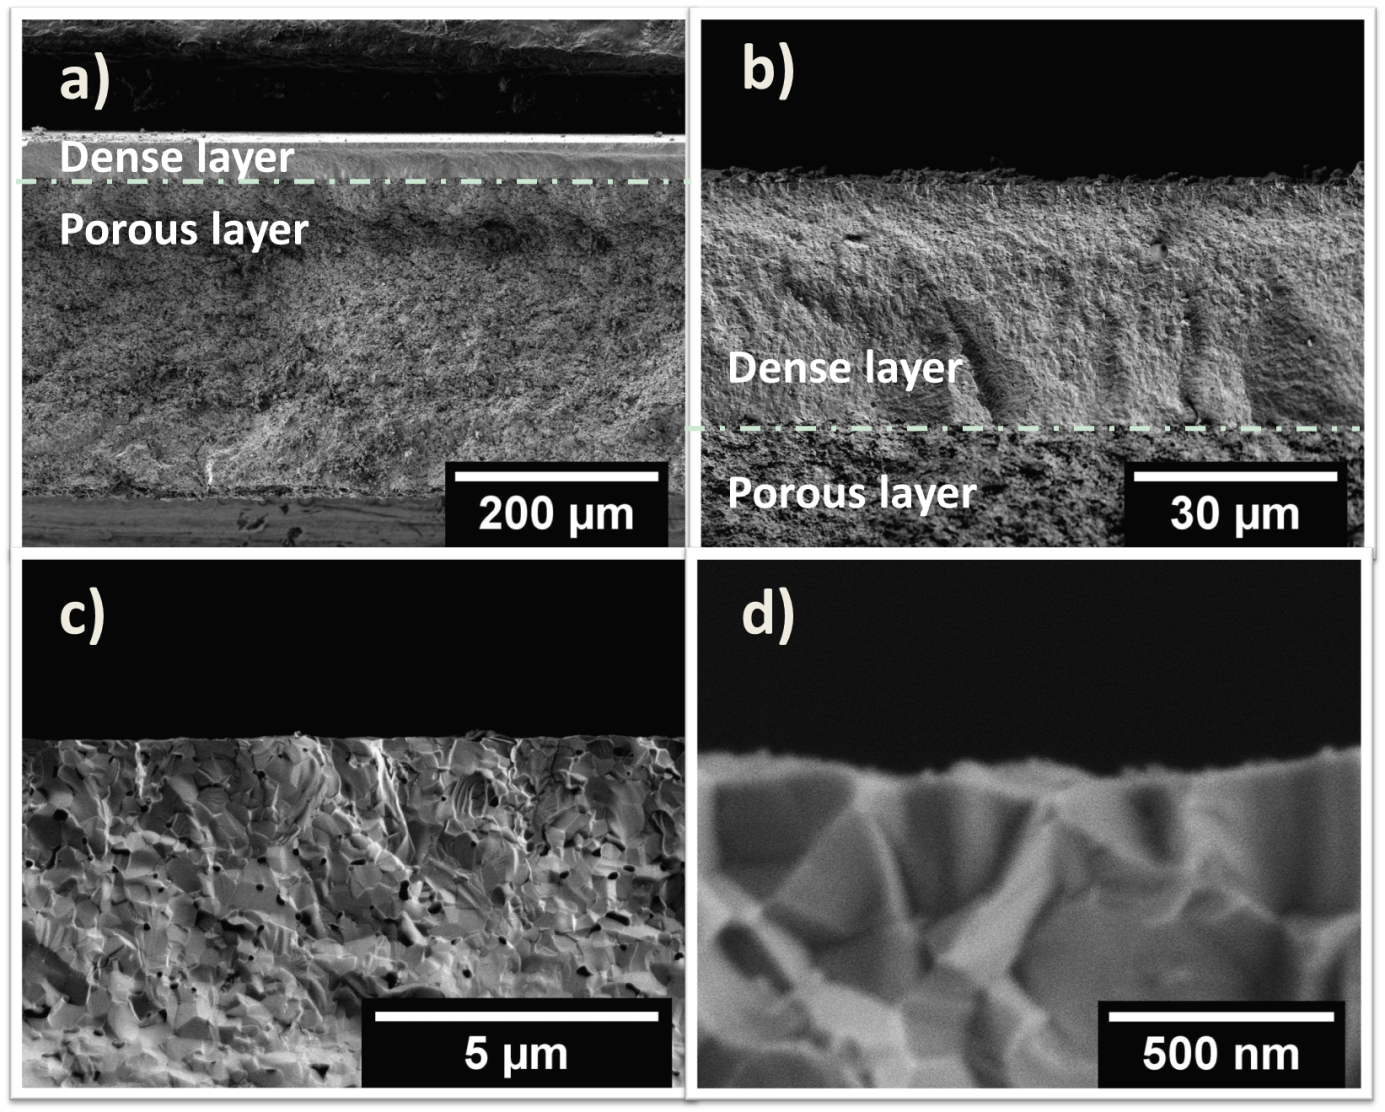 a)
Dense layer
Porous layer
200 µm
b)
Dense layer
Porous layer
30 µm
c)
5 µm
d)
500 nm